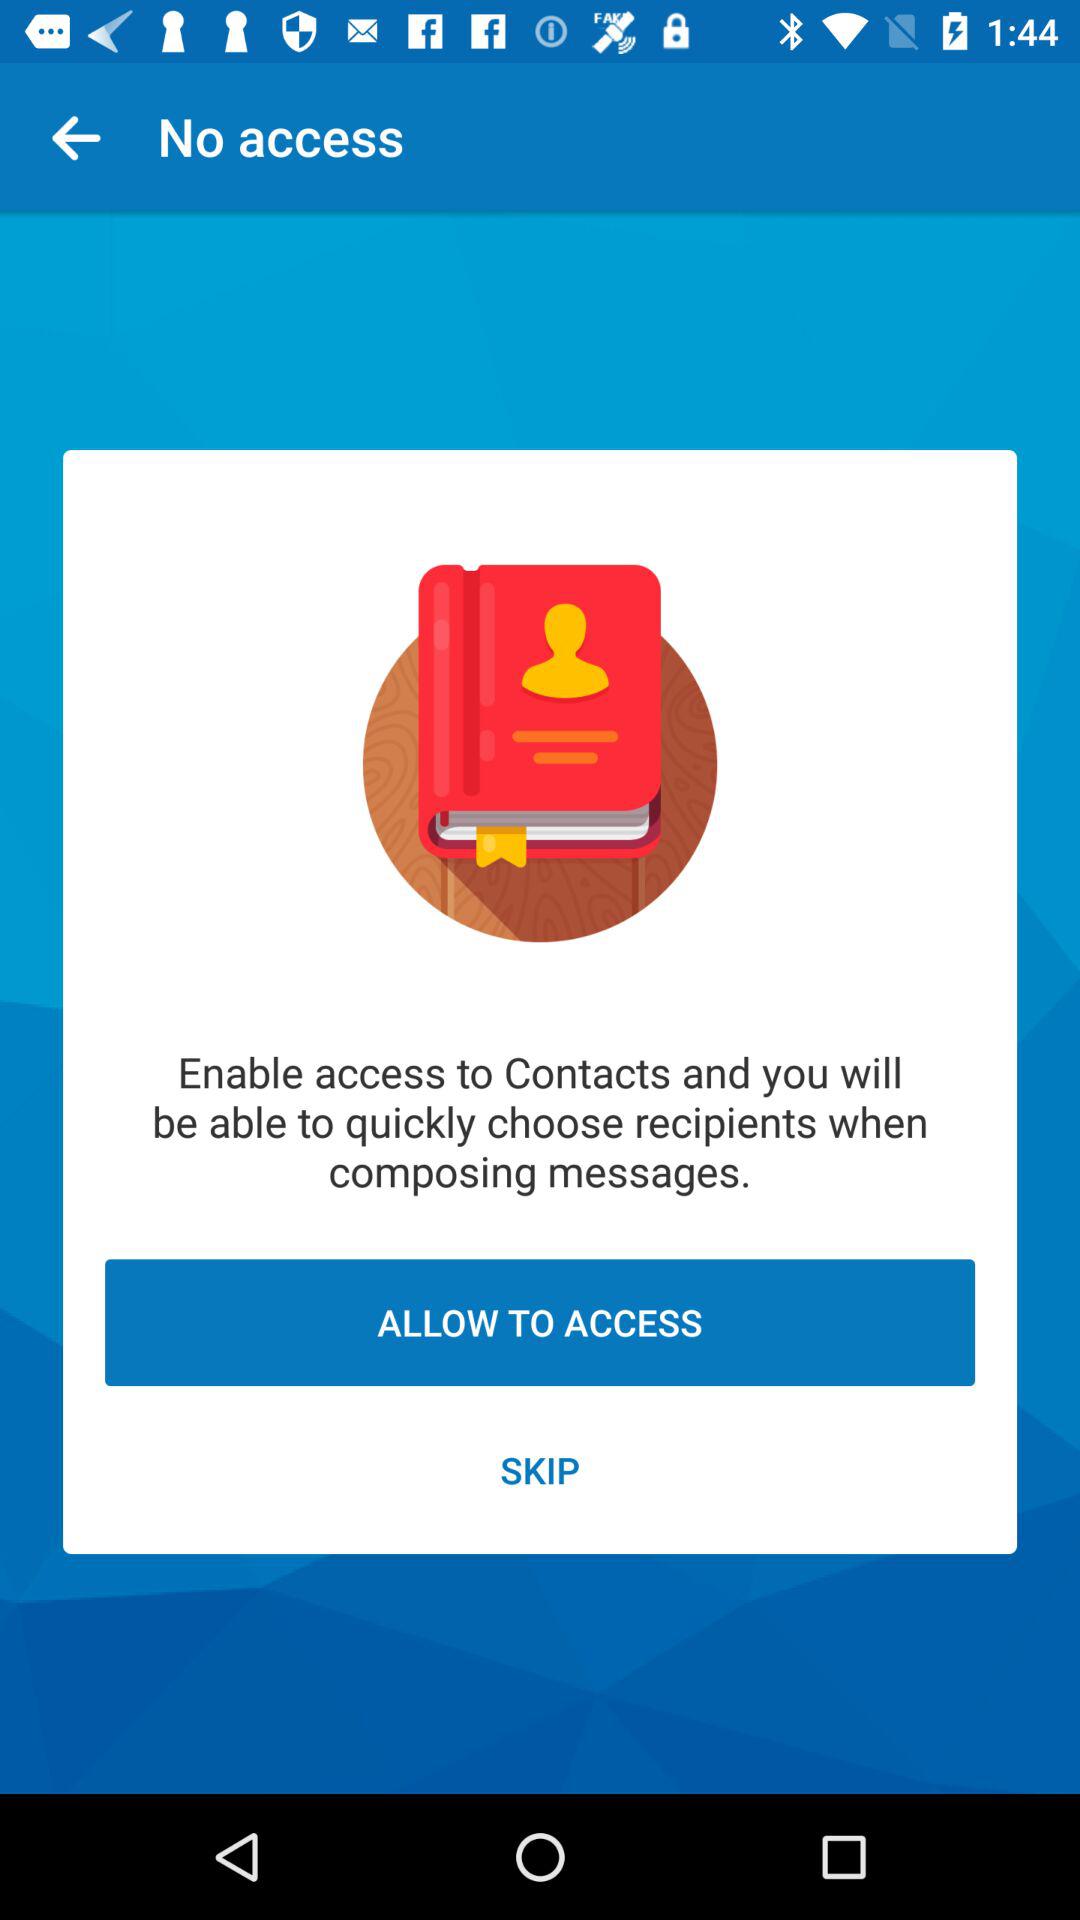 FAKE
1:44
No access
Enable access to Contacts and you will
be able to quickly choose recipients when
composing messages.
ALLOW TO ACCESS
SKIP